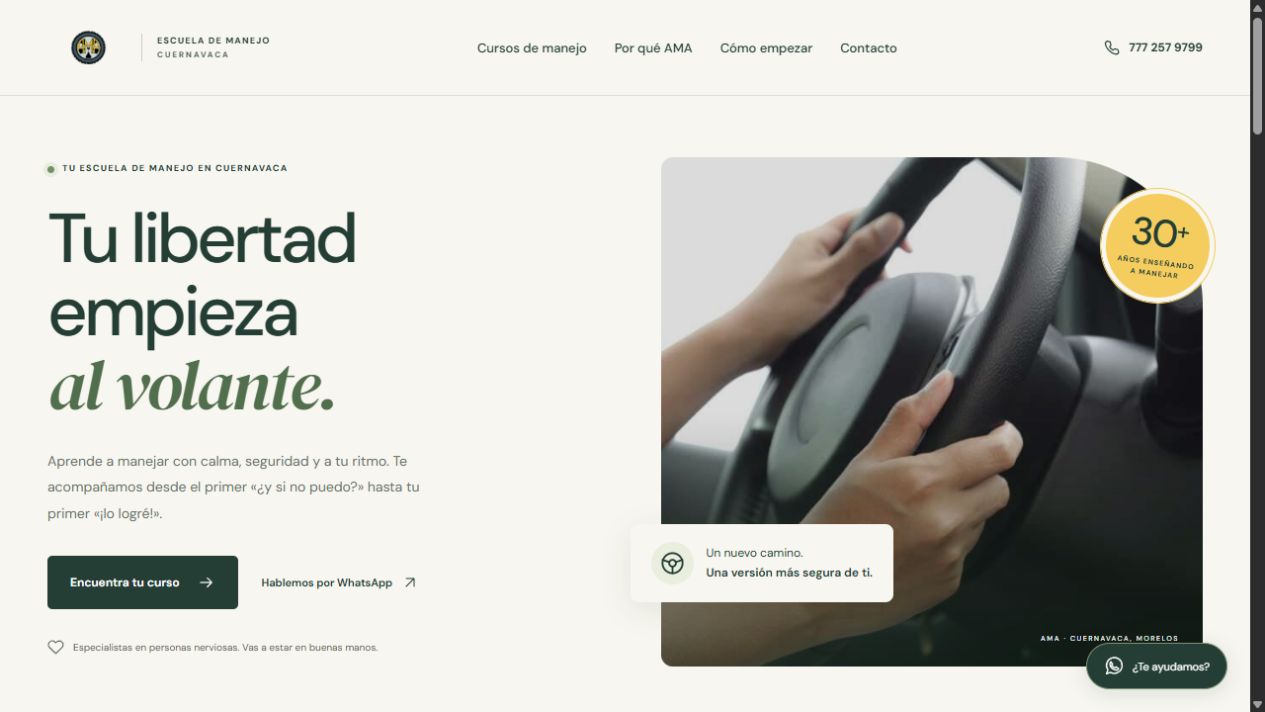 ESCUELA DE MANEJO
CUERNAVACA
Cursos de manejo
Por qué AMA
Cómo empezar
Contacto
777 257 9799
TU ESCUELA DE MANEJO EN CUERNAVACA
Tu libertad
empieza
al volante.
Aprende a manejar con calma, seguridad y a tu ritmo. Te
acompañamos desde el primer «¿y si no puedo?» hasta tu
primer «¡lo logré!».
Encuentra tu curso
Hablemos por WhatsApp
Especialistas en personas nerviosas. Vas a estar en buenas manos.
30+
AÑOS ENSEÑANDO
A MANEJAR
Un nuevo camino.
Una versión más segura de ti.
AMA · CUERNAVACA, MORELOS
¿Te ayudamos?